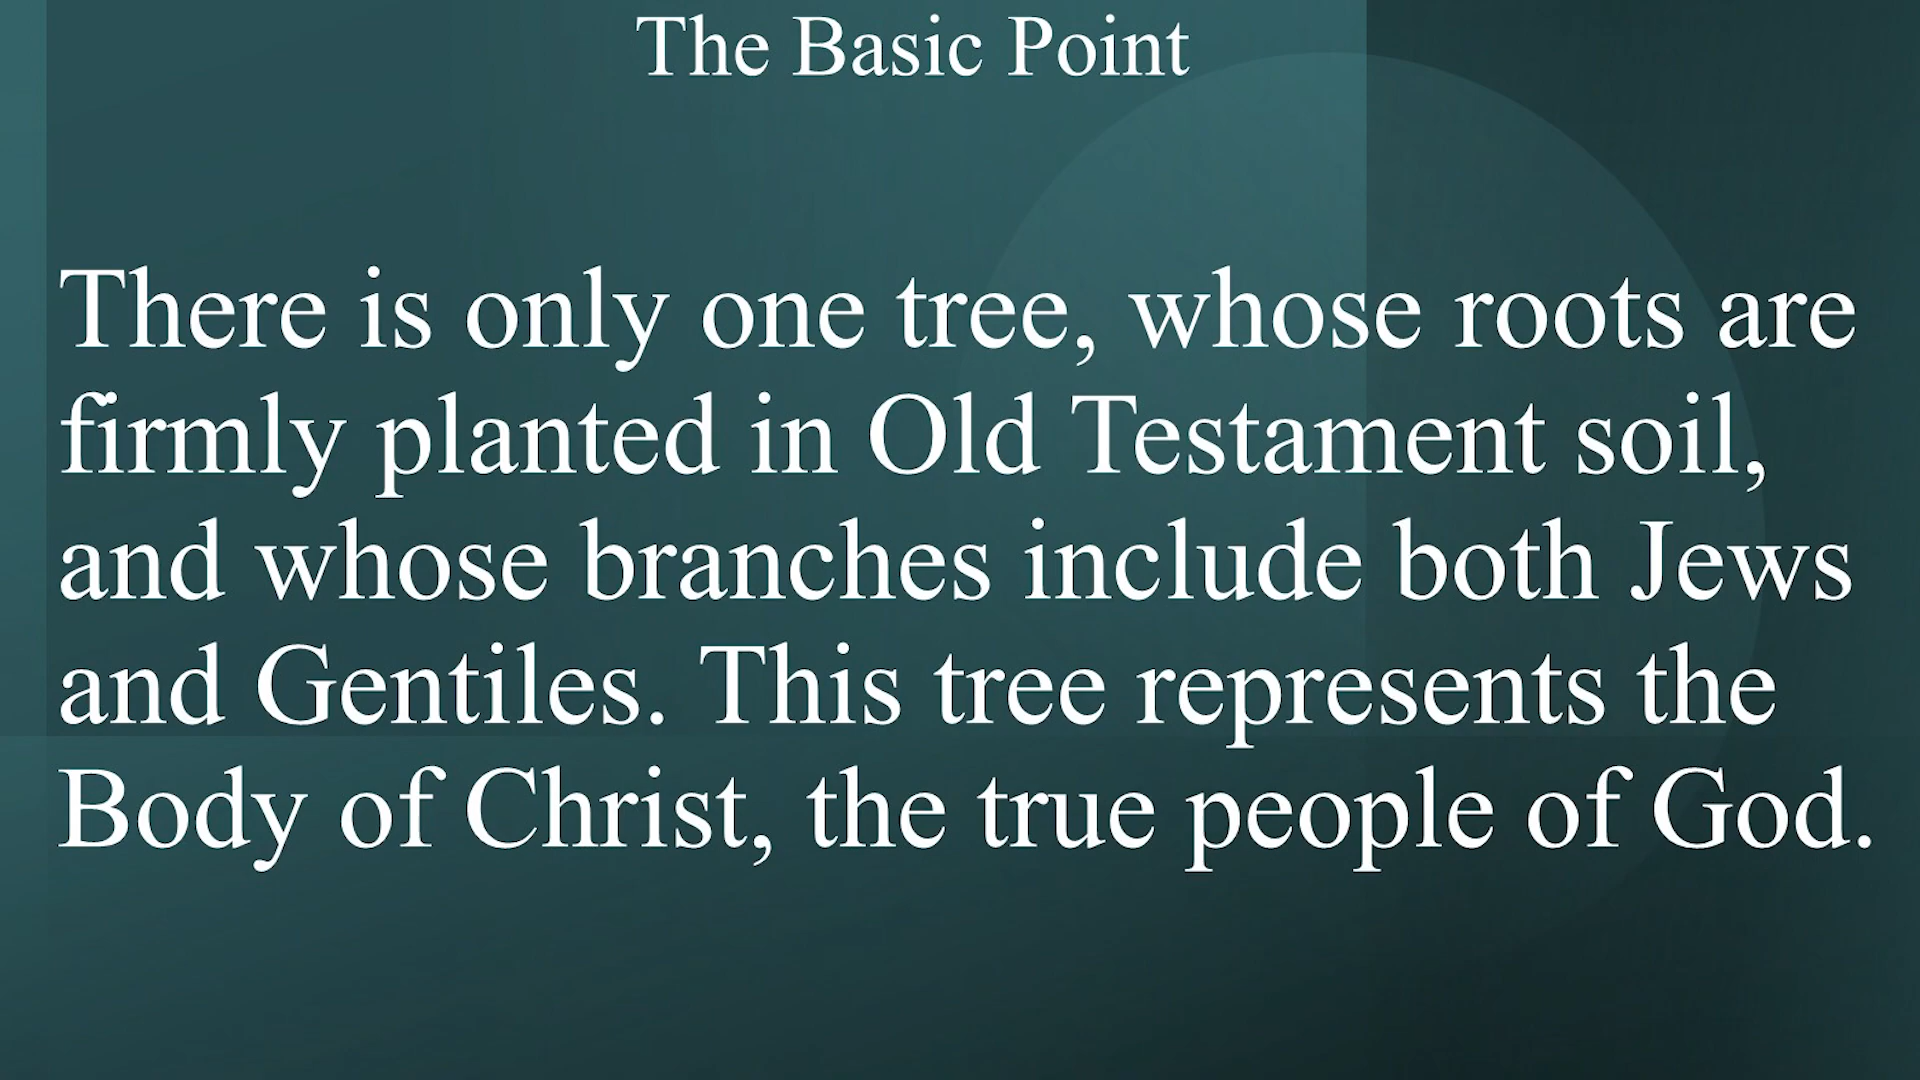 The Basic Point
There is only one tree, whose roots are
firmly planted in Old Testament soil,
and whose branches include both Jews
and Gentiles. This tree represents the
Body of Christ, the true people of God.